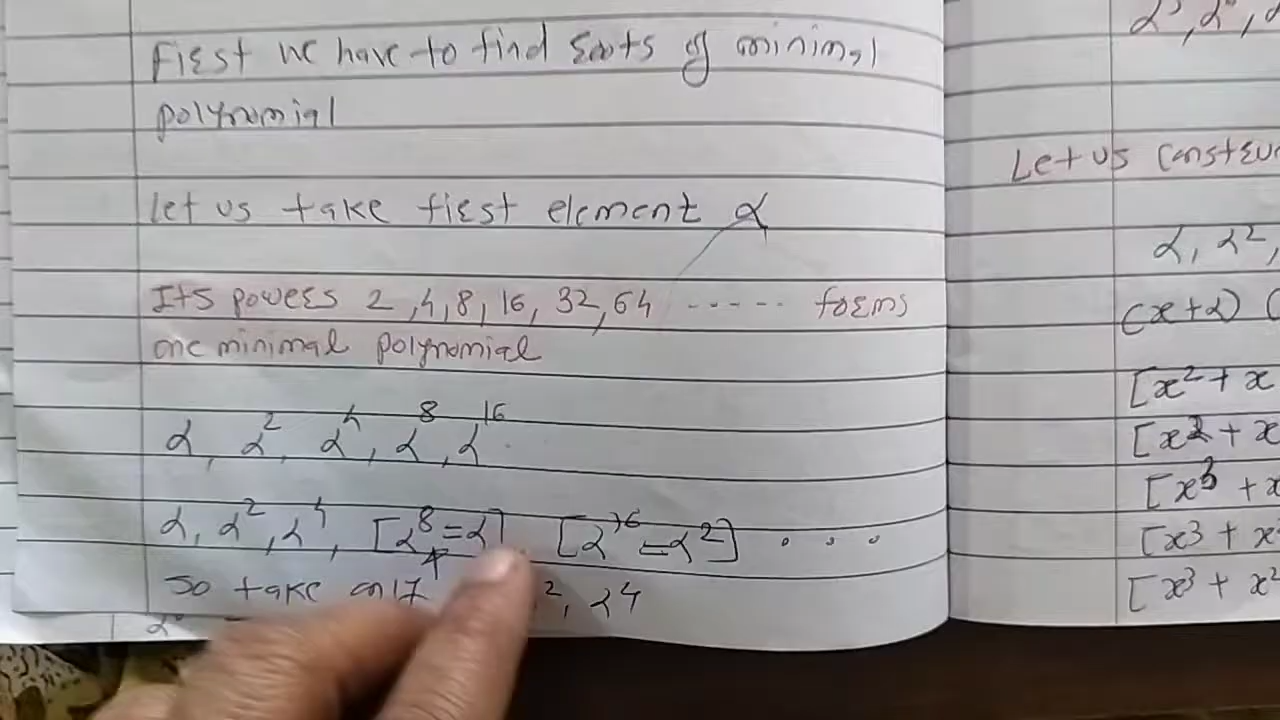 First we have to find roots of minimal
polynomial
Let us take first element α
Its powers 2, 4, 8, 16, 32, 64 ----- forms
one minimal polynomial
α, α², α⁴, α⁸, α¹⁶
α, α², α⁴, [α⁸ = α], [α¹⁶ = α²] . . .
So take only α⁴
Let us
α, α²,
(x+α) (
[x² + x
[x² + x
[x³ + x
[x³ + x
[x³ + x²